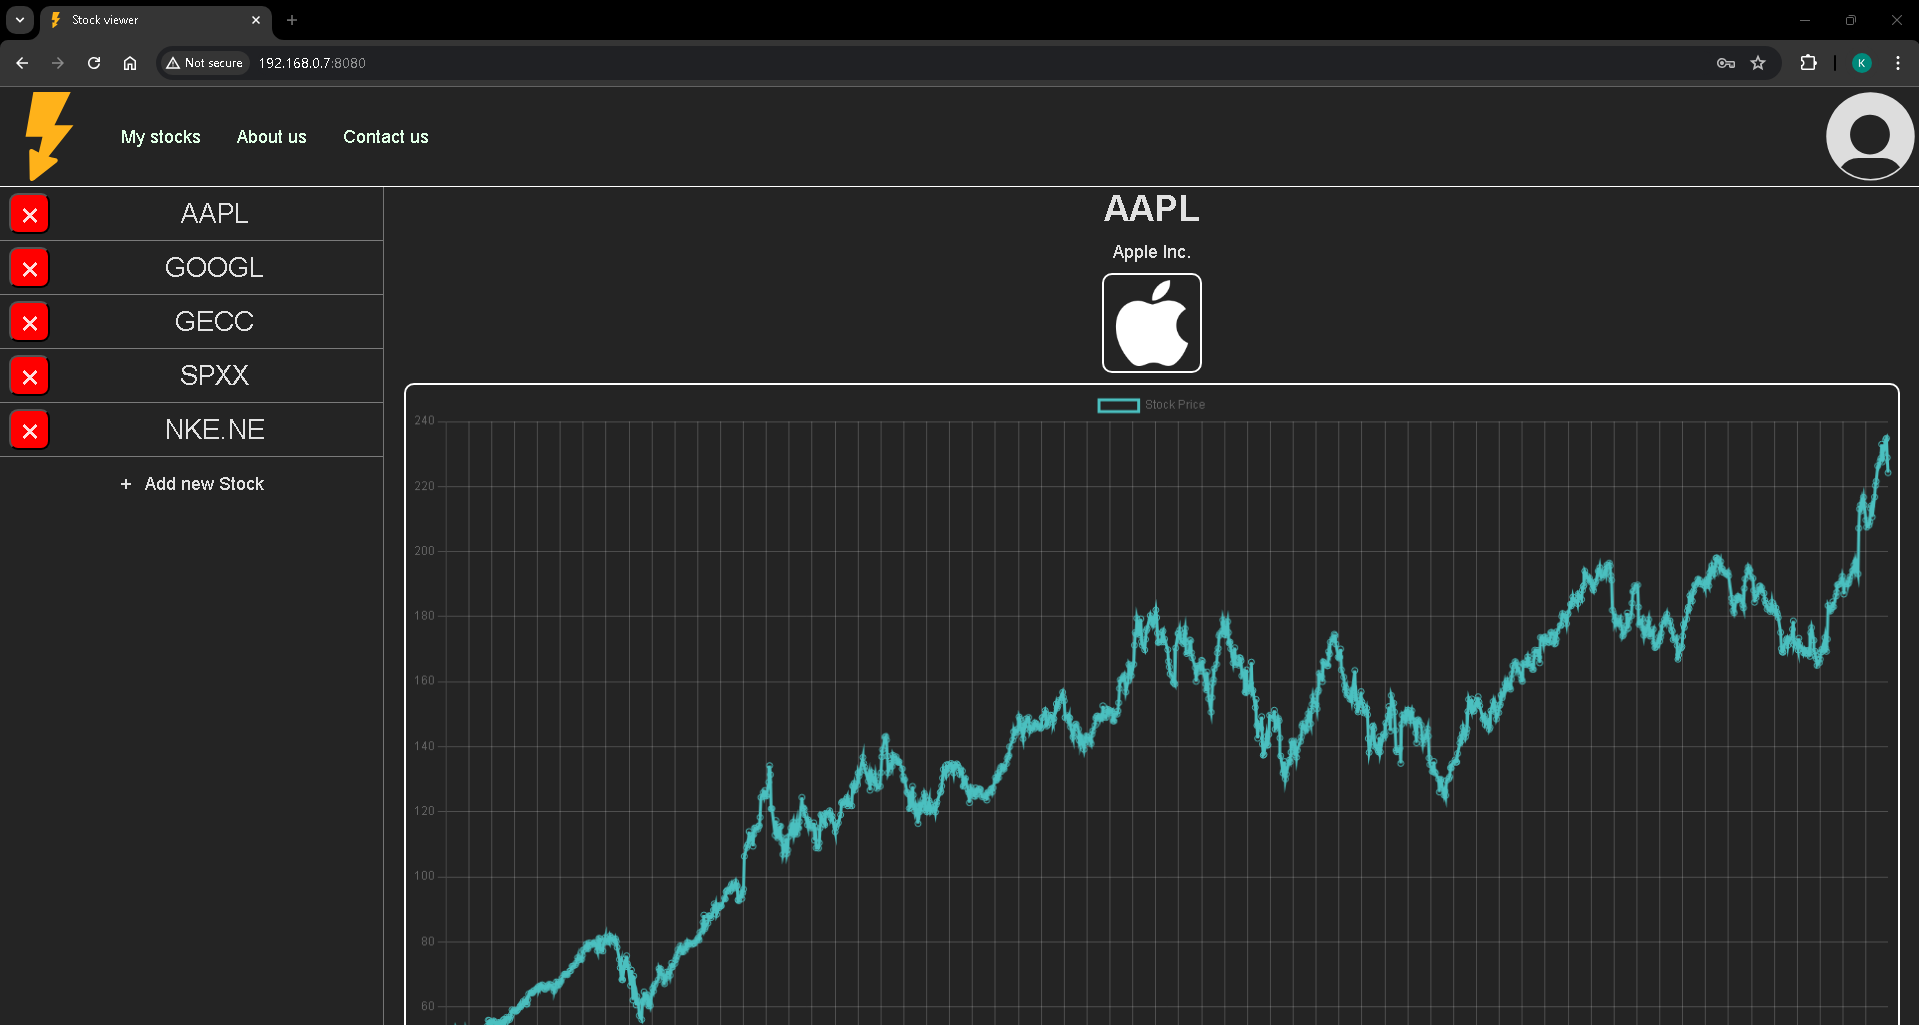 Stock viewer
Not secure 192.168.0.7:8080
K
My stocks About us Contact us
AAPL
GOOGL
GECC
SPXX
NKE.NE
+ Add new Stock
AAPL
Apple Inc.
Stock Price
240
220
200
180
160
140
120
100
80
60